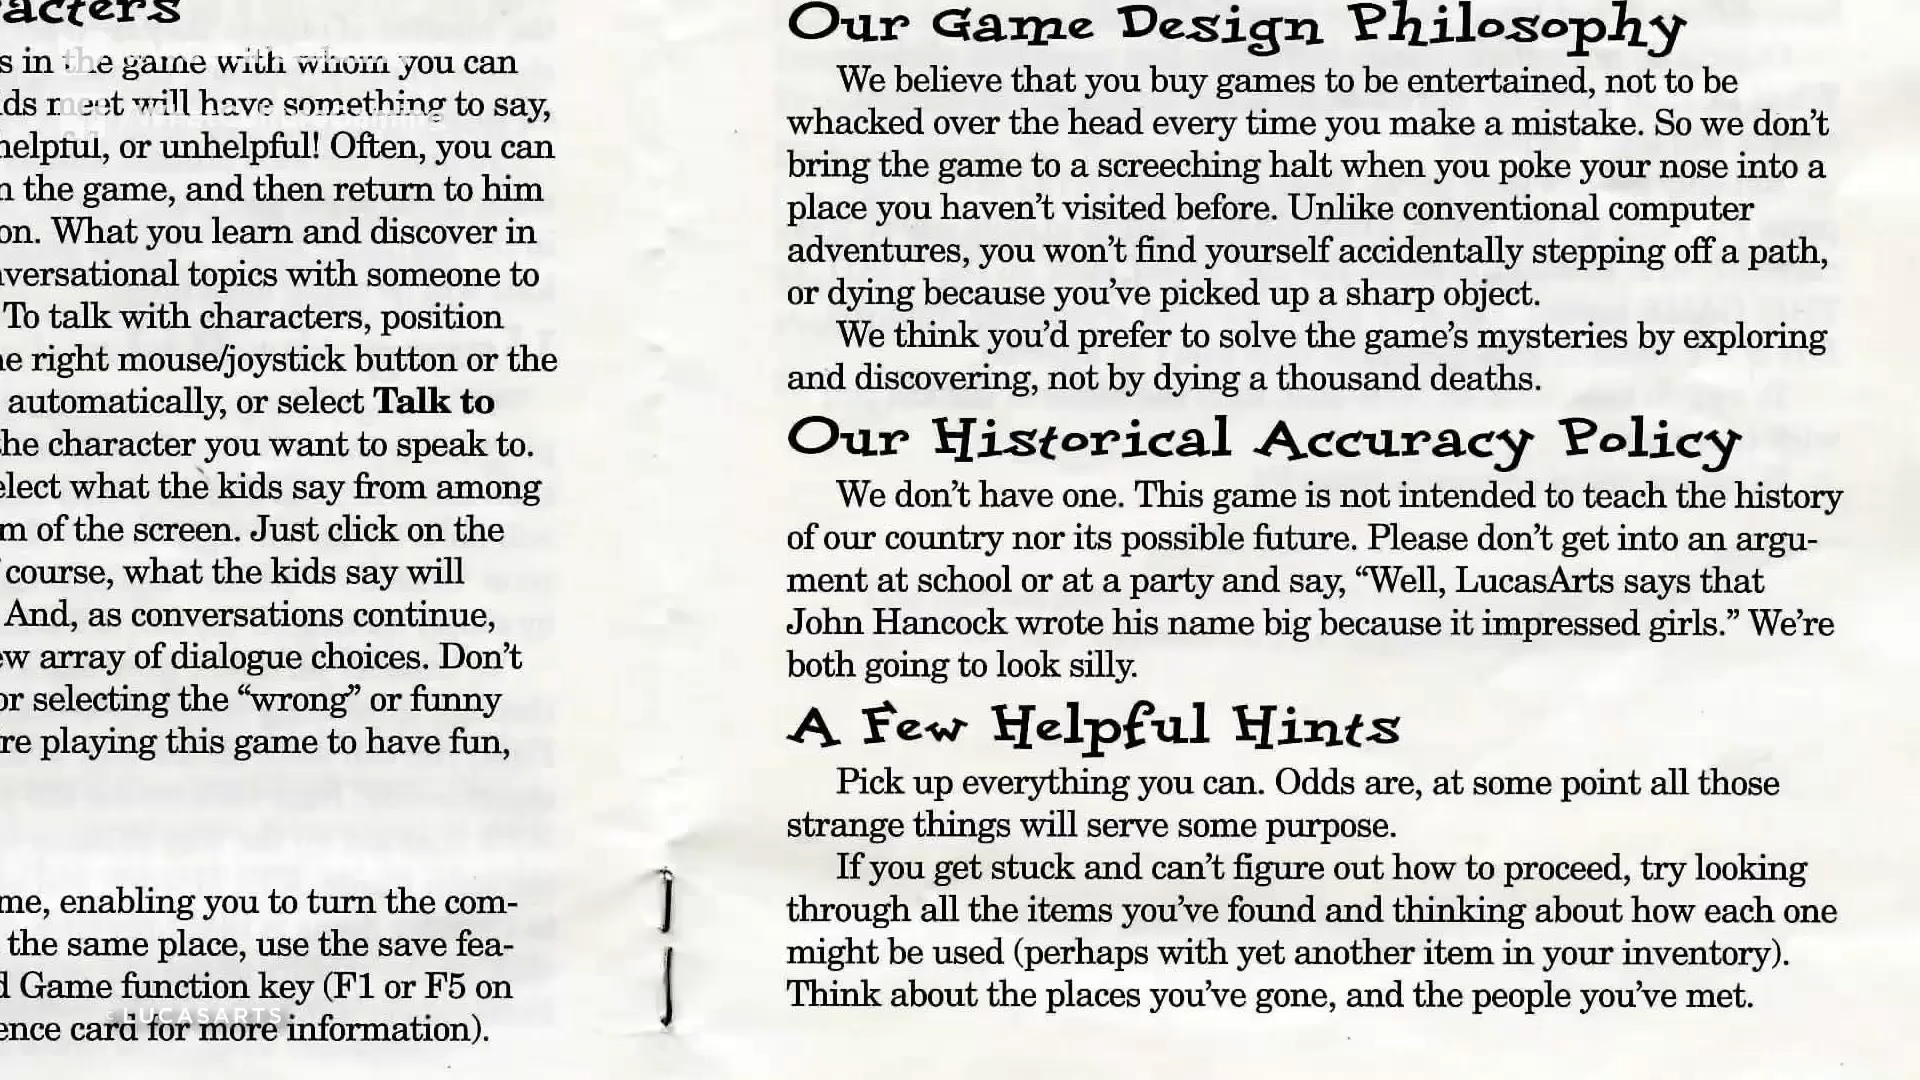 acters
s in the game with whom you can
ds meet will have something to say,
helpful, or unhelpful! Often, you can
n the game, and then return to him
on. What you learn and discover in
versational topics with someone to
To talk with characters, position
e right mouse/joystick button or the
automatically, or select Talk to
he character you want to speak to.
elect what the kids say from among
m of the screen. Just click on the
course, what the kids say will
And, as conversations continue,
ew array of dialogue choices. Don’t
or selecting the “wrong” or funny
re playing this game to have fun,
me, enabling you to turn the com-
the same place, use the save fea-
d Game function key (F1 or F5 on
ence card for more information).
LUCASARTS
Our Game Design Philosophy
We believe that you buy games to be entertained, not to be
whacked over the head every time you make a mistake. So we don’t
bring the game to a screeching halt when you poke your nose into a
place you haven’t visited before. Unlike conventional computer
adventures, you won’t find yourself accidentally stepping off a path,
or dying because you’ve picked up a sharp object.
We think you’d prefer to solve the game’s mysteries by exploring
and discovering, not by dying a thousand deaths.
Our Historical Accuracy Policy
We don’t have one. This game is not intended to teach the history
of our country nor its possible future. Please don’t get into an argu-
ment at school or at a party and say, “Well, LucasArts says that
John Hancock wrote his name big because it impressed girls.” We’re
both going to look silly.
A Few Helpful Hints
Pick up everything you can. Odds are, at some point all those
strange things will serve some purpose.
If you get stuck and can’t figure out how to proceed, try looking
through all the items you’ve found and thinking about how each one
might be used (perhaps with yet another item in your inventory).
Think about the places you’ve gone, and the people you’ve met.